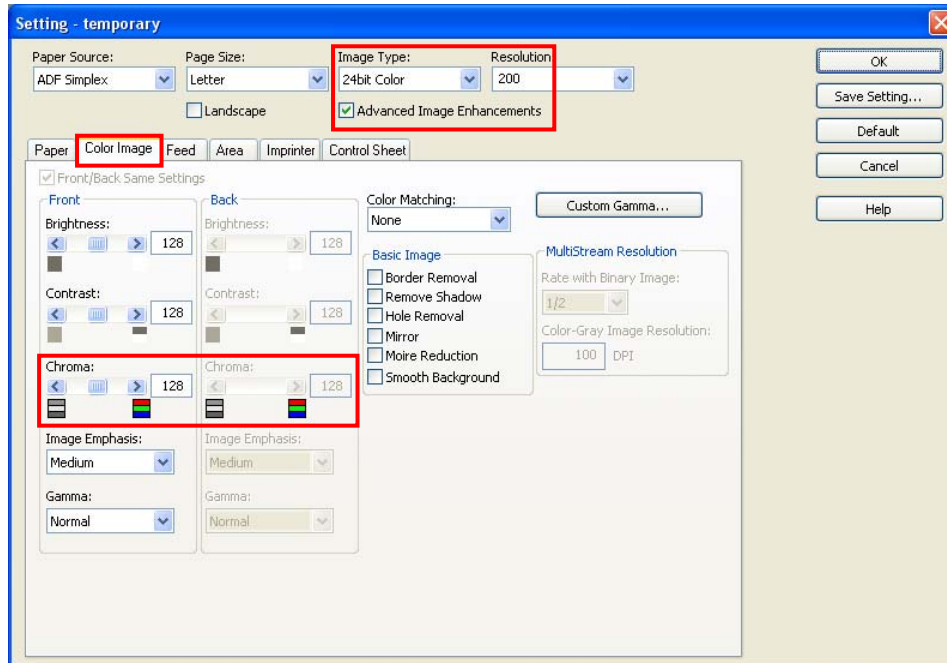 Setting - temporary
Paper Source: Page Size: Image Type: Resolution
ADF Simplex Letter 24bit Color 200 OK
Landscape Advanced Image Enhancements Save Setting...
Default
Paper Color Image Feed Area Imprinter Control Sheet
Cancel
Front/Back Same Settings
Front Back Color Matching: Custom Gamma... Help
Brightness: Brightness: None
128 128
Basic Image MultiStream Resolution
Border Removal Rate with Binary Image:
Contrast: Contrast: Remove Shadow 1/2
128 128 Hole Removal
Mirror Color-Gray Image Resolution:
Moire Reduction 100 DPI
Chroma: Chroma: Smooth Background
128 128
Image Emphasis: Image Emphasis:
Medium Medium
Gamma: Gamma:
Normal Normal